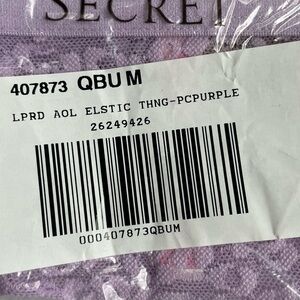 SECRET
407873 QBU M
LPRD AOL ELSTIC THNG-PCPURPLE
26249426
000407873QBUM